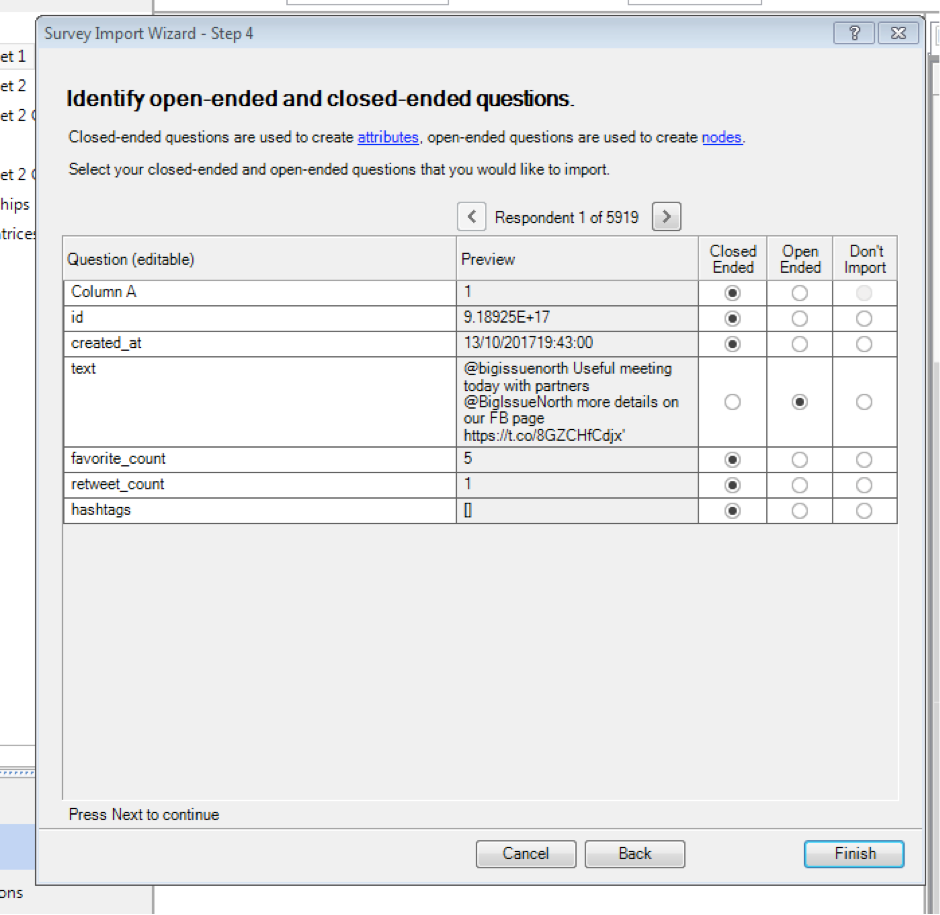 Survey Import Wizard - Step 4
?
et 1
et 2
et 2
et 2
hips
trices
ons
Identify open-ended and closed-ended questions.
Closed-ended questions are used to create attributes, open-ended questions are used to create nodes.
Select your closed-ended and open-ended questions that you would like to import.
< Respondent 1 of 5919 >
Question (editable) Preview Closed Ended Open Ended Don't Import
Column A 1
id 9.18925E+17
created_at 13/10/201719:43:00
text @bigissuenorth Useful meeting
today with partners
@BigIssueNorth more details on
our FB page
https://t.co/8GZCHfCdjx'
favorite_count 5
retweet_count 1
hashtags []
Press Next to continue
Cancel Back Finish